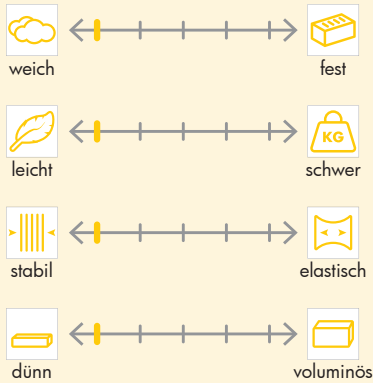 weich fest
KG
leicht schwer
stabil elastisch
dünn voluminös